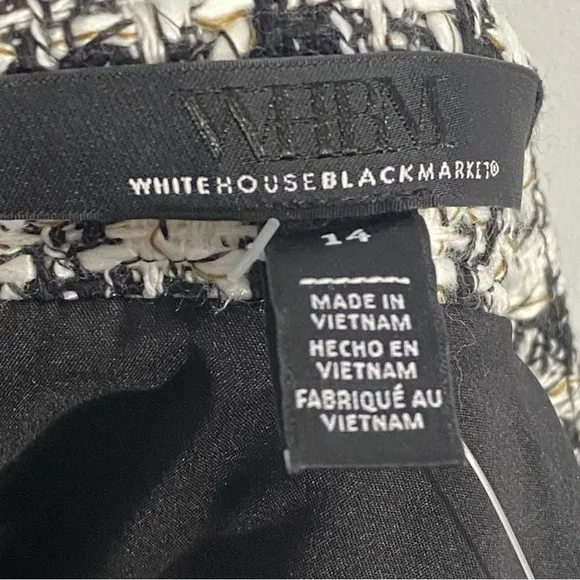 WHBM
WHITEHOUSEBLACKMARKET®
14
MADE IN
VIETNAM
HECHO EN
VIETNAM
FABRIQUÉ AU
VIETNAM